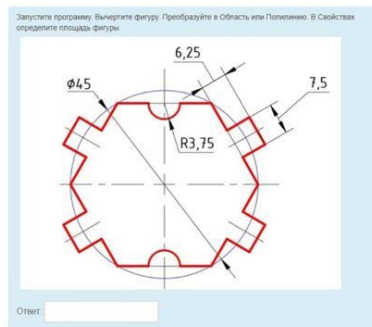 Запустите программу. Вычертите фигуру. Преобразуйте в Область или Полилинию. В Свойствах
определите площадь фигуры.
6,25
ϕ45
7,5
R3,75
Ответ: